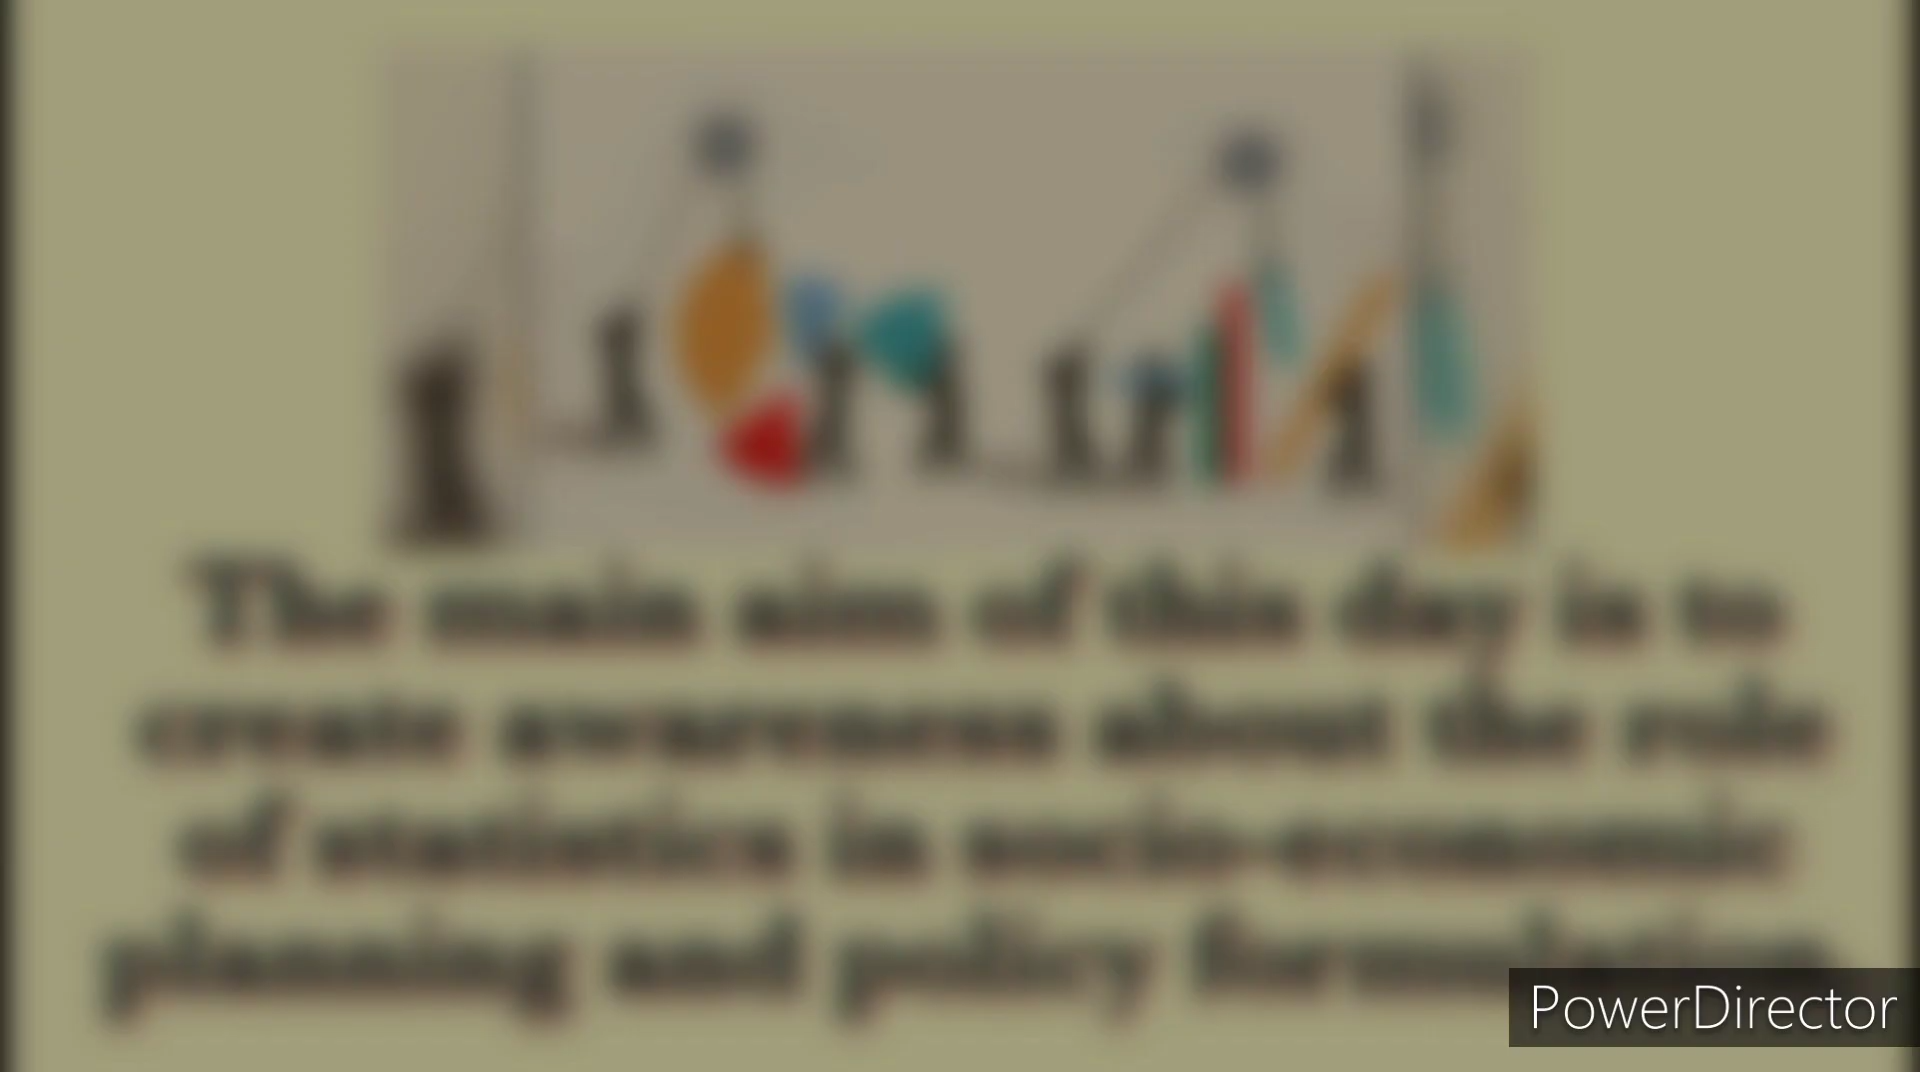 The main aim of this day is to
create awareness about the role
of statistics in socio-economic
planning and policy formulation
PowerDirector